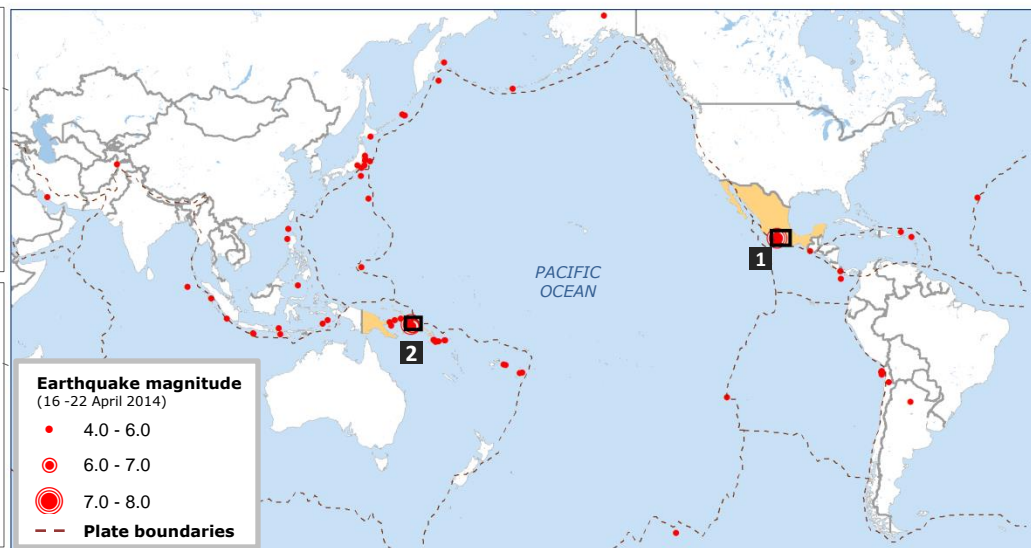 PACIFIC
OCEAN
1
2
Earthquake magnitude
(16 -22 April 2014)
4.0 - 6.0
6.0 - 7.0
7.0 - 8.0
Plate boundaries